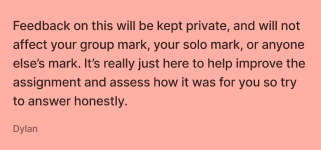 Feedback on this will be kept private, and will not
affect your group mark, your solo mark, or anyone
else's mark. It's really just here to help improve the
assignment and assess how it was for you so try
to answer honestly.
Dylan